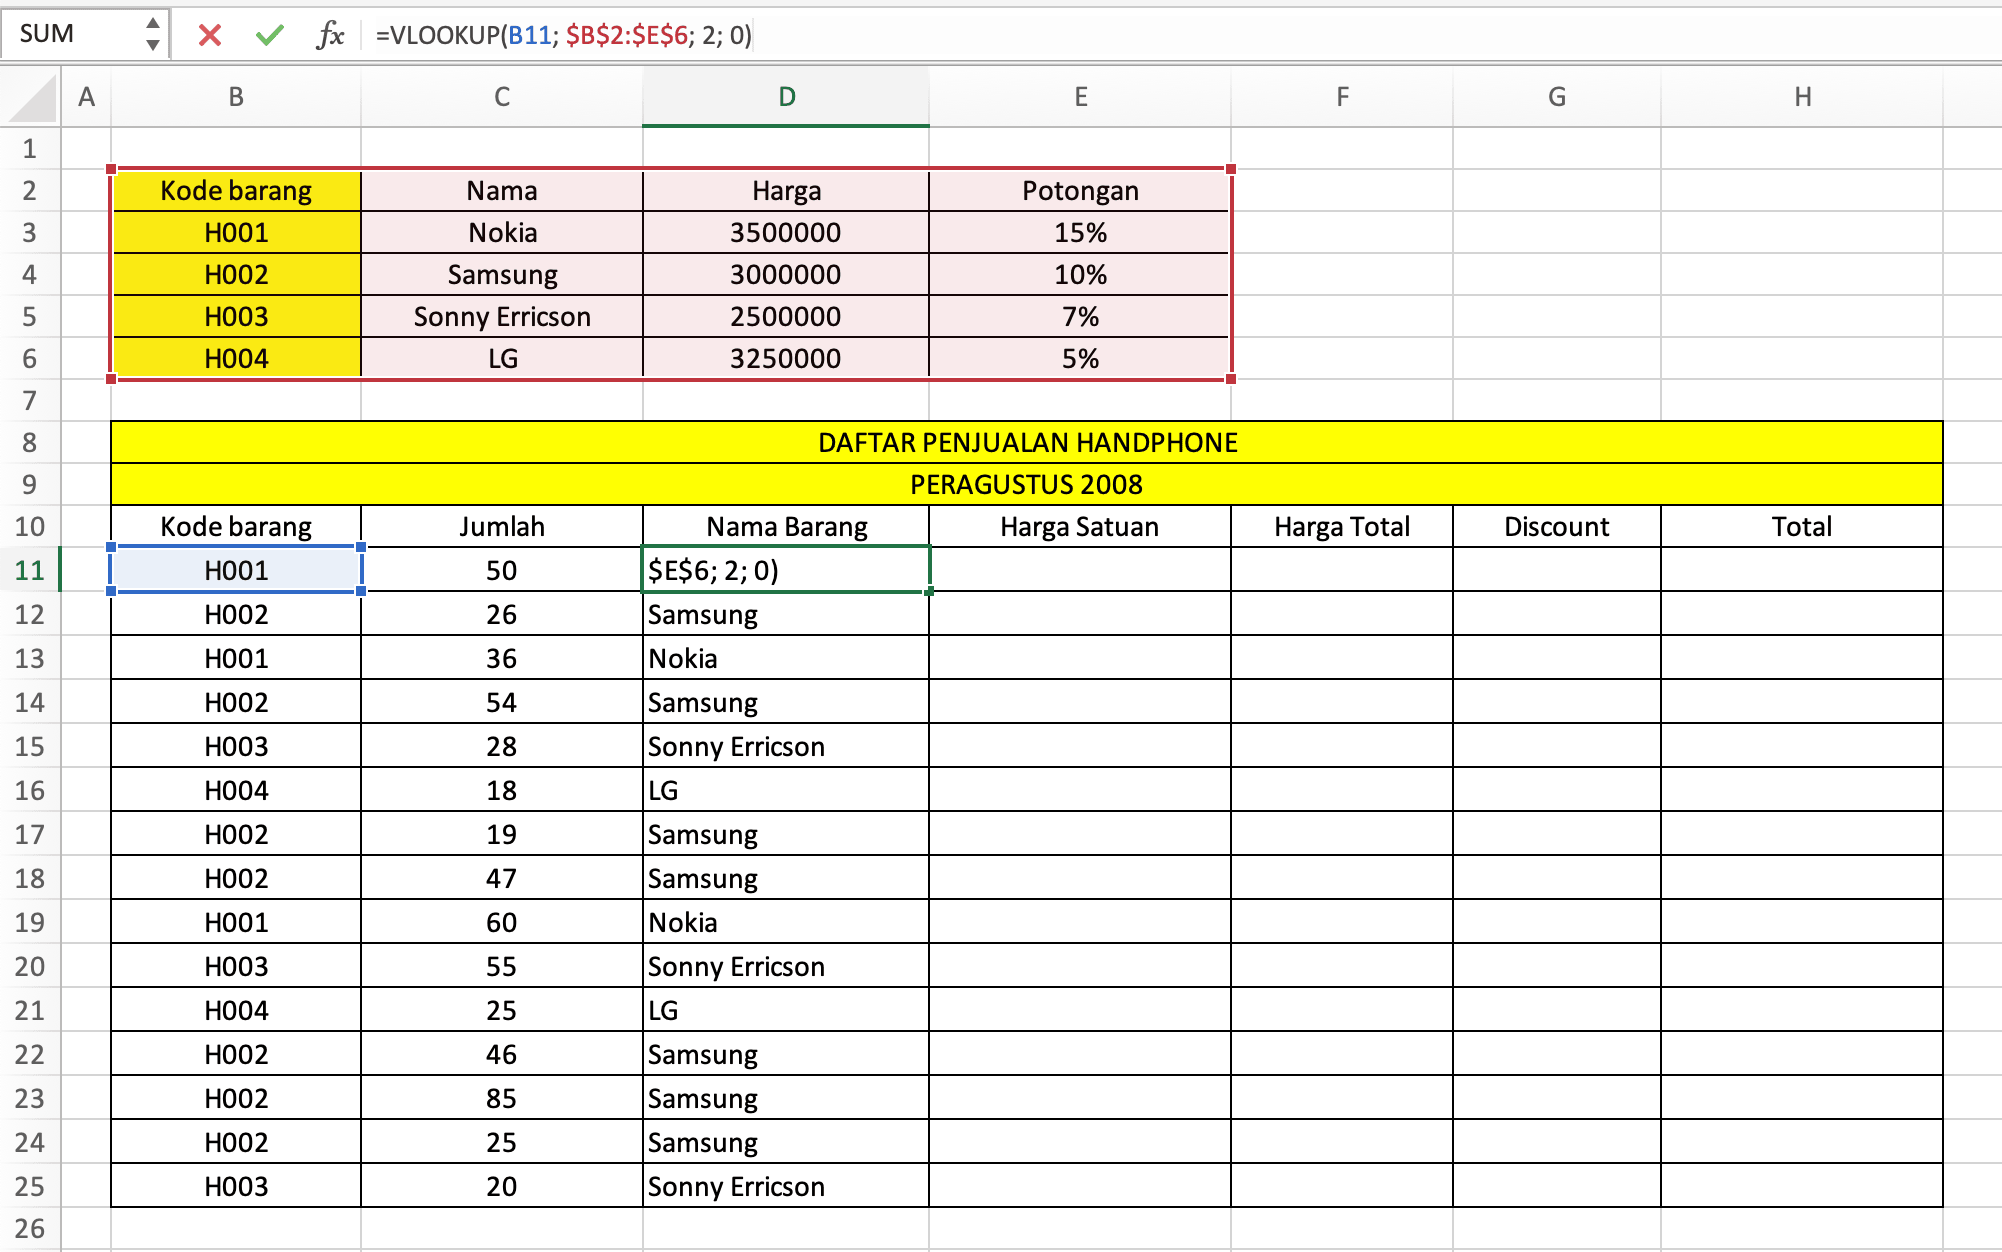 SUM fx =VLOOKUP(B11; $B$2:$E$6; 2; 0)
A B C D E F G H
1
2 Kode barang Nama Harga Potongan
3 H001 Nokia 3500000 15%
4 H002 Samsung 3000000 10%
5 H003 Sonny Erricson 2500000 7%
6 H004 LG 3250000 5%
7
8 DAFTAR PENJUALAN HANDPHONE
9 PERAGUSTUS 2008
10 Kode barang Jumlah Nama Barang Harga Satuan Harga Total Discount Total
11 H001 50 $E$6; 2; 0)
12 H002 26 Samsung
13 H001 36 Nokia
14 H002 54 Samsung
15 H003 28 Sonny Erricson
16 H004 18 LG
17 H002 19 Samsung
18 H002 47 Samsung
19 H001 60 Nokia
20 H003 55 Sonny Erricson
21 H004 25 LG
22 H002 46 Samsung
23 H002 85 Samsung
24 H002 25 Samsung
25 H003 20 Sonny Erricson
26